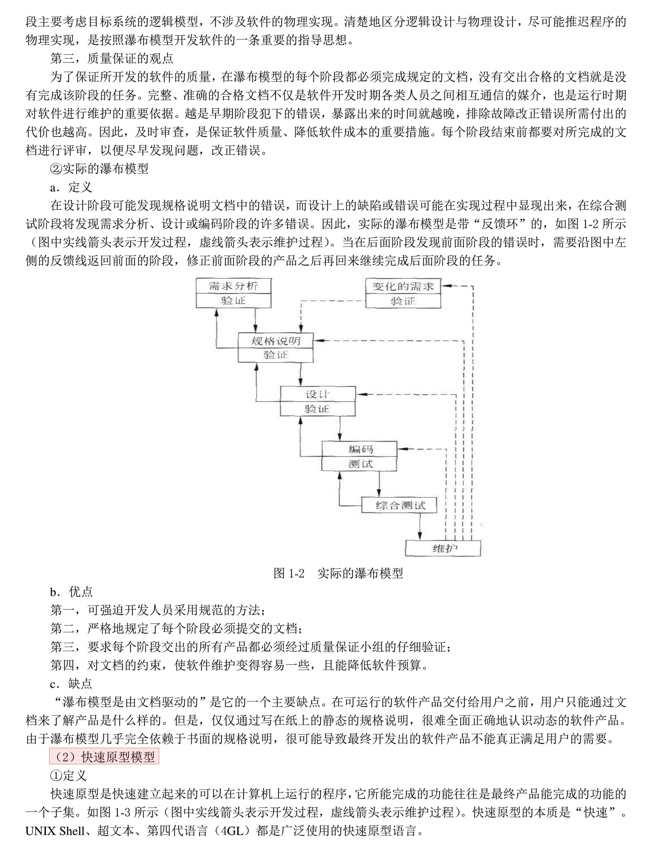 段主要考虑目标系统的逻辑模型，不涉及软件的物理实现。清楚地区分逻辑设计与物理设计，尽可能推迟程序的
物理实现，是按照瀑布模型开发软件的一条重要的指导思想。
第三，质量保证的观点
为了保证所开发的软件的质量，在瀑布模型的每个阶段都必须完成规定的文档，没有交出合格的文档就是没
有完成该阶段的任务。完整、准确的合格文档不仅是软件开发时期各类人员之间相互通信的媒介，也是运行时期
对软件进行维护的重要依据。越是早期阶段犯下的错误，暴露出来的时间就越晚，排除故障改正错误所需付出的
代价也越高。因此，及时审查，是保证软件质量、降低软件成本的重要措施。每个阶段结束前都要对所完成的文
档进行评审，以便尽早发现问题，改正错误。
②实际的瀑布模型
a．定义
在设计阶段可能发现规格说明文档中的错误，而设计上的缺陷或错误可能在实现过程中显现出来，在综合测
试阶段将发现需求分析、设计或编码阶段的许多错误。因此，实际的瀑布模型是带“反馈环”的，如图 1-2 所示
（图中实线箭头表示开发过程，虚线箭头表示维护过程）。当在后面阶段发现前面阶段的错误时，需要沿图中左
侧的反馈线返回前面的阶段，修正前面阶段的产品之后再回来继续完成后面阶段的任务。
需求分析
验证
变化的需求
验证
规格说明
验证
设计
验证
编码
测试
综合测试
维护
图 1-2　实际的瀑布模型
b．优点
第一，可强迫开发人员采用规范的方法；
第二，严格地规定了每个阶段必须提交的文档；
第三，要求每个阶段交出的所有产品都必须经过质量保证小组的仔细验证；
第四，对文档的约束，使软件维护变得容易一些，且能降低软件预算。
c．缺点
“瀑布模型是由文档驱动的”是它的一个主要缺点。在可运行的软件产品交付给用户之前，用户只能通过文
档来了解产品是什么样的。但是，仅仅通过写在纸上的静态的规格说明，很难全面正确地认识动态的软件产品。
由于瀑布模型几乎完全依赖于书面的规格说明，很可能导致最终开发出的软件产品不能真正满足用户的需要。
（2）快速原型模型
①定义
快速原型是快速建立起来的可以在计算机上运行的程序，它所能完成的功能往往是最终产品能完成的功能的
一个子集。如图 1-3 所示（图中实线箭头表示开发过程，虚线箭头表示维护过程）。快速原型的本质是“快速”。
UNIX Shell、超文本、第四代语言（4GL）都是广泛使用的快速原型语言。